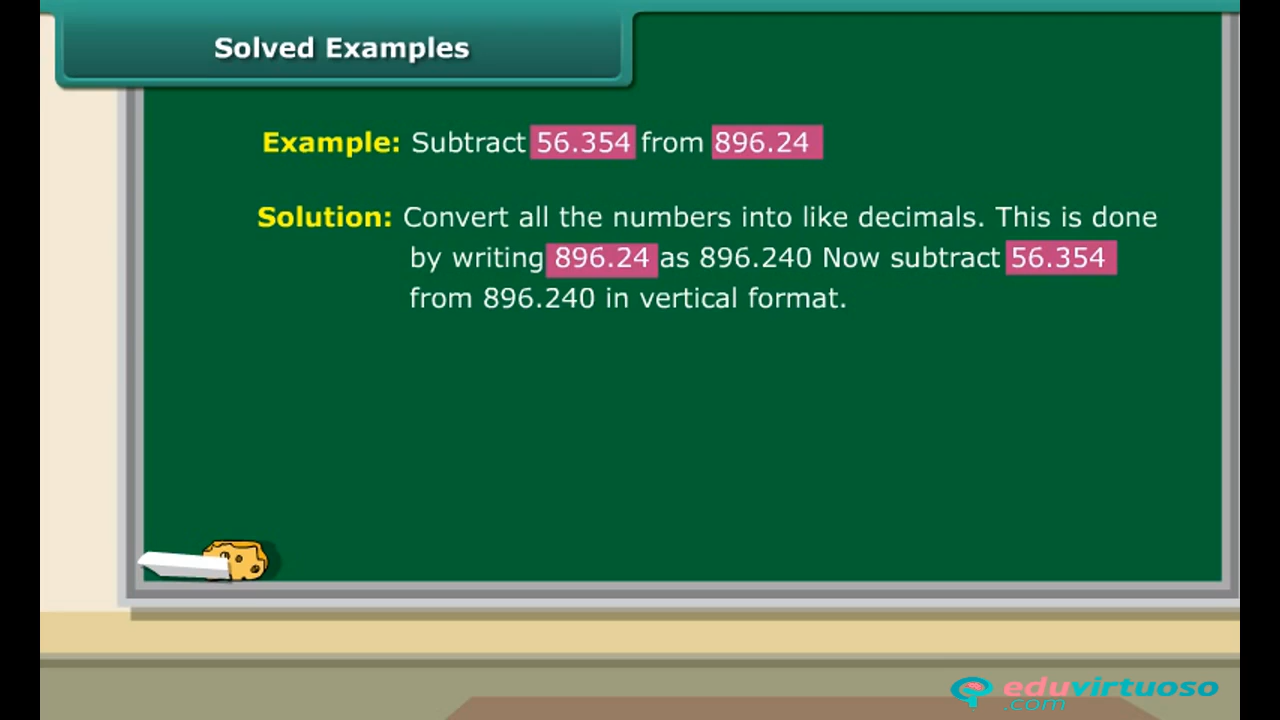 Solved Examples
Example: Subtract 56.354 from 896.24
Solution: Convert all the numbers into like decimals. This is done
by writing 896.24 as 896.240 Now subtract 56.354
from 896.240 in vertical format.
eduvirtuoso
.com